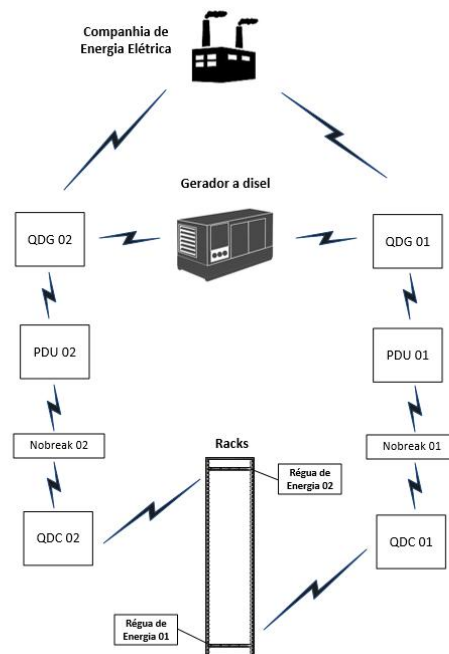 Companhia de
Energia Elétrica
Gerador a disel
QDG 02
QDG 01
PDU 02
PDU 01
Nobreak 02
Nobreak 01
Racks
Régua de
Energia 02
QDC 02
QDC 01
Régua de
Energia 01